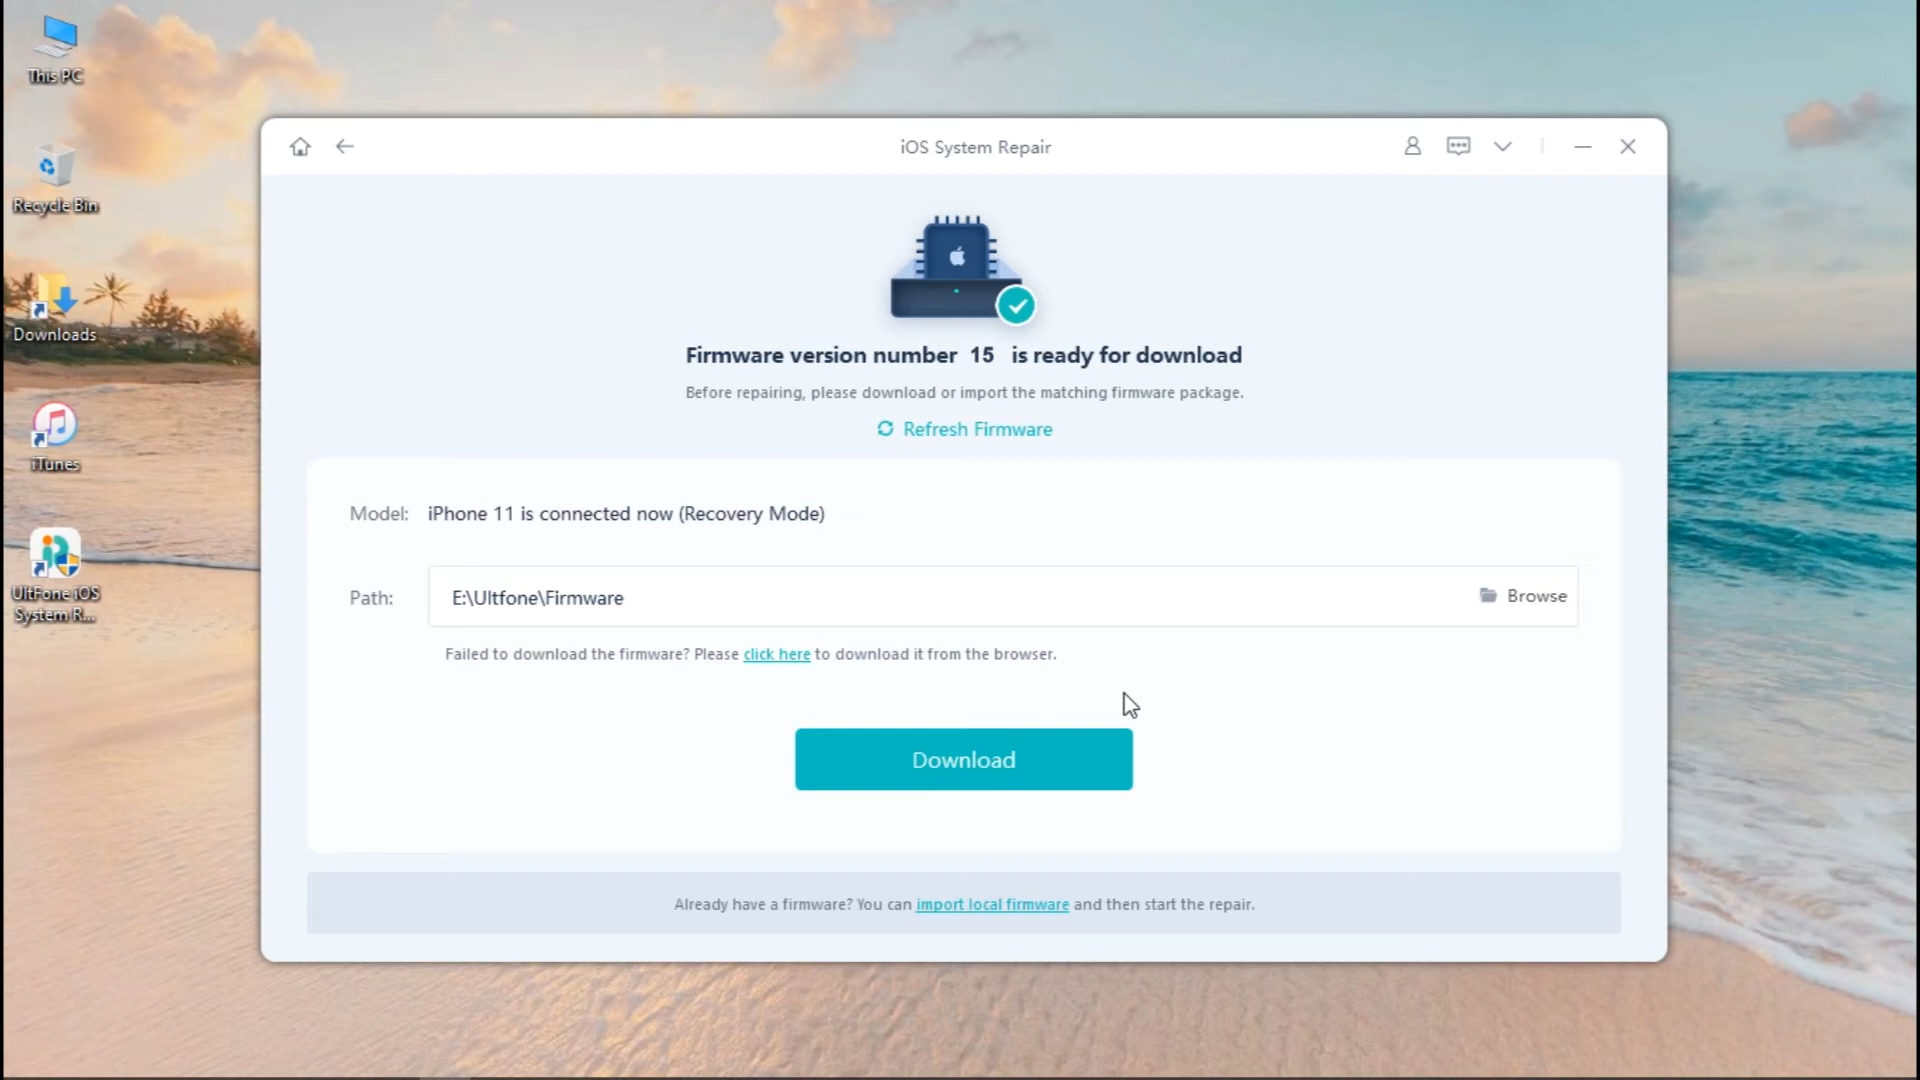 This PC
Recycle Bin
Downloads
iTunes
UltFone iOS
System R...
iOS System Repair
Firmware version number 15 is ready for download
Before repairing, please download or import the matching firmware package.
Refresh Firmware
Model: iPhone 11 is connected now (Recovery Mode)
Path: E:\Ultfone\Firmware Browse
Failed to download the firmware? Please click here to download it from the browser.
Download
Already have a firmware? You can import local firmware and then start the repair.